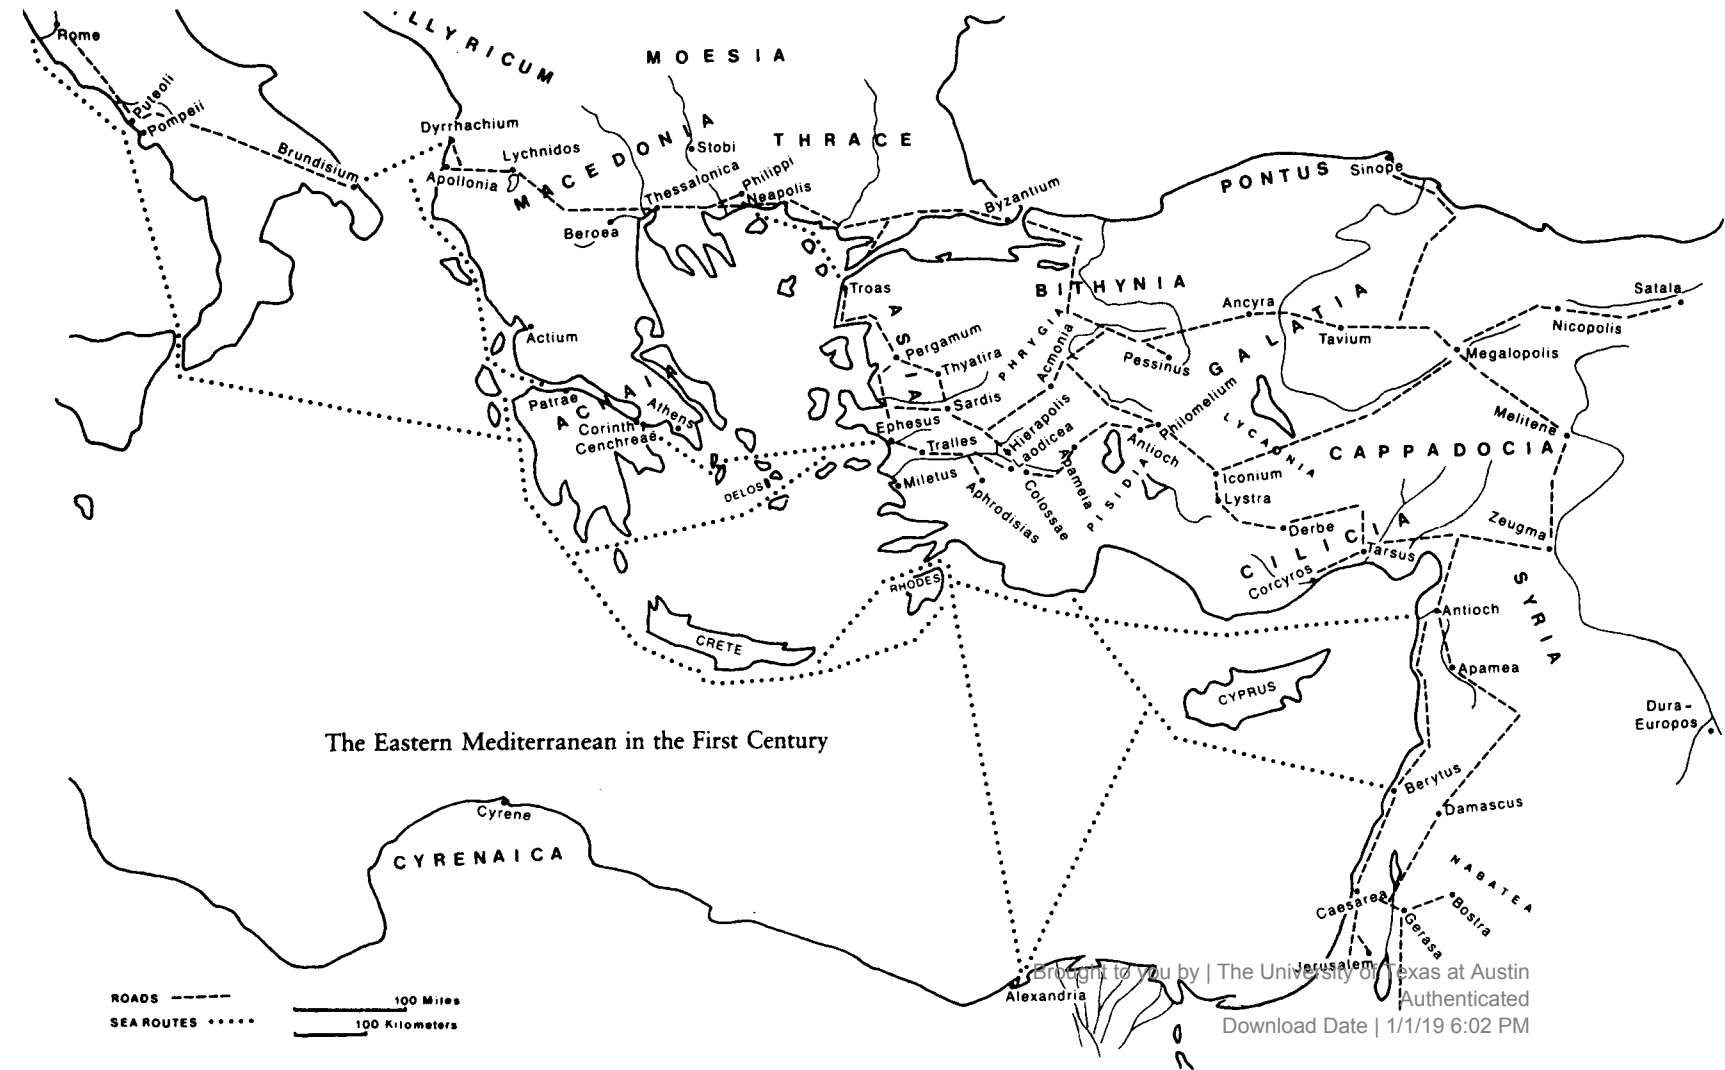 Rome
Puteoli
Pompeii
Brundisium
ILLYRICUM
MOESIA
Dyrrhachium
Lychnidos
Apollonia
MACEDONIA
Stobi
THRACE
Thessalonica
Philippi
Neapolis
Beroea
Byzantium
PONTUS
Sinope
Troas
BITHYNIA
Ancyra
GALATIA
Tavium
Satala
Nicopolis
Megalopolis
Actium
ASIA
Pergamum
Thyatira
PHRYGIA
Acmonia
Pessinus
Philomelium
Sardis
Patrae
ACHAIA
Athens
Corinth
Cenchreae
Ephesus
Tralles
Hierapolis
Laodicea
Apameia
Antioch
PISIDIA
LYCAONIA
Melitene
CAPPADOCIA
Iconium
Lystra
DELOS
Miletus
Aphrodisias
Colossae
Derbe
CILICIA
Tarsus
Corcyros
Zeugma
SYRIA
RHODES
Antioch
CRETE
Apamea
CYPRUS
Dura-
Europos
The Eastern Mediterranean in the First Century
Berytus
Damascus
Cyrene
CYRENAICA
NABATEA
Caesarea
Bostra
Gerasa
Jerusalem
Alexandria
ROADS
100 Miles
SEA ROUTES
100 Kilometers
Brought to you by | The University of Texas at Austin
Authenticated
Download Date | 1/1/19 6:02 PM